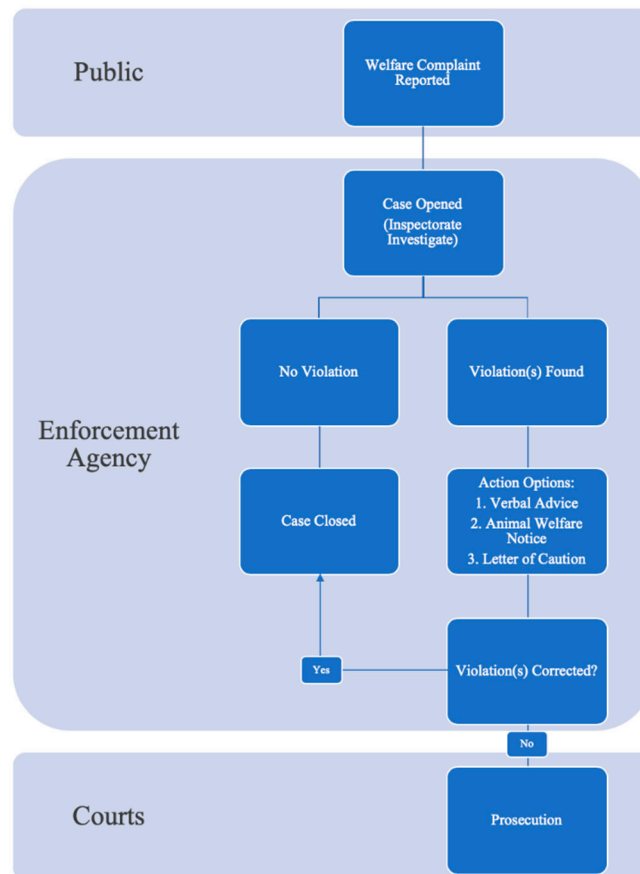 Public
Welfare Complaint
Reported
Case Opened
(Inspectorate
Investigate)
No Violation
Violation(s) Found
Enforcement
Agency
Case Closed
Action Options:
1. Verbal Advice
2. Animal Welfare
Notice
3. Letter of Caution
Yes
Violation(s) Corrected?
No
Courts
Prosecution